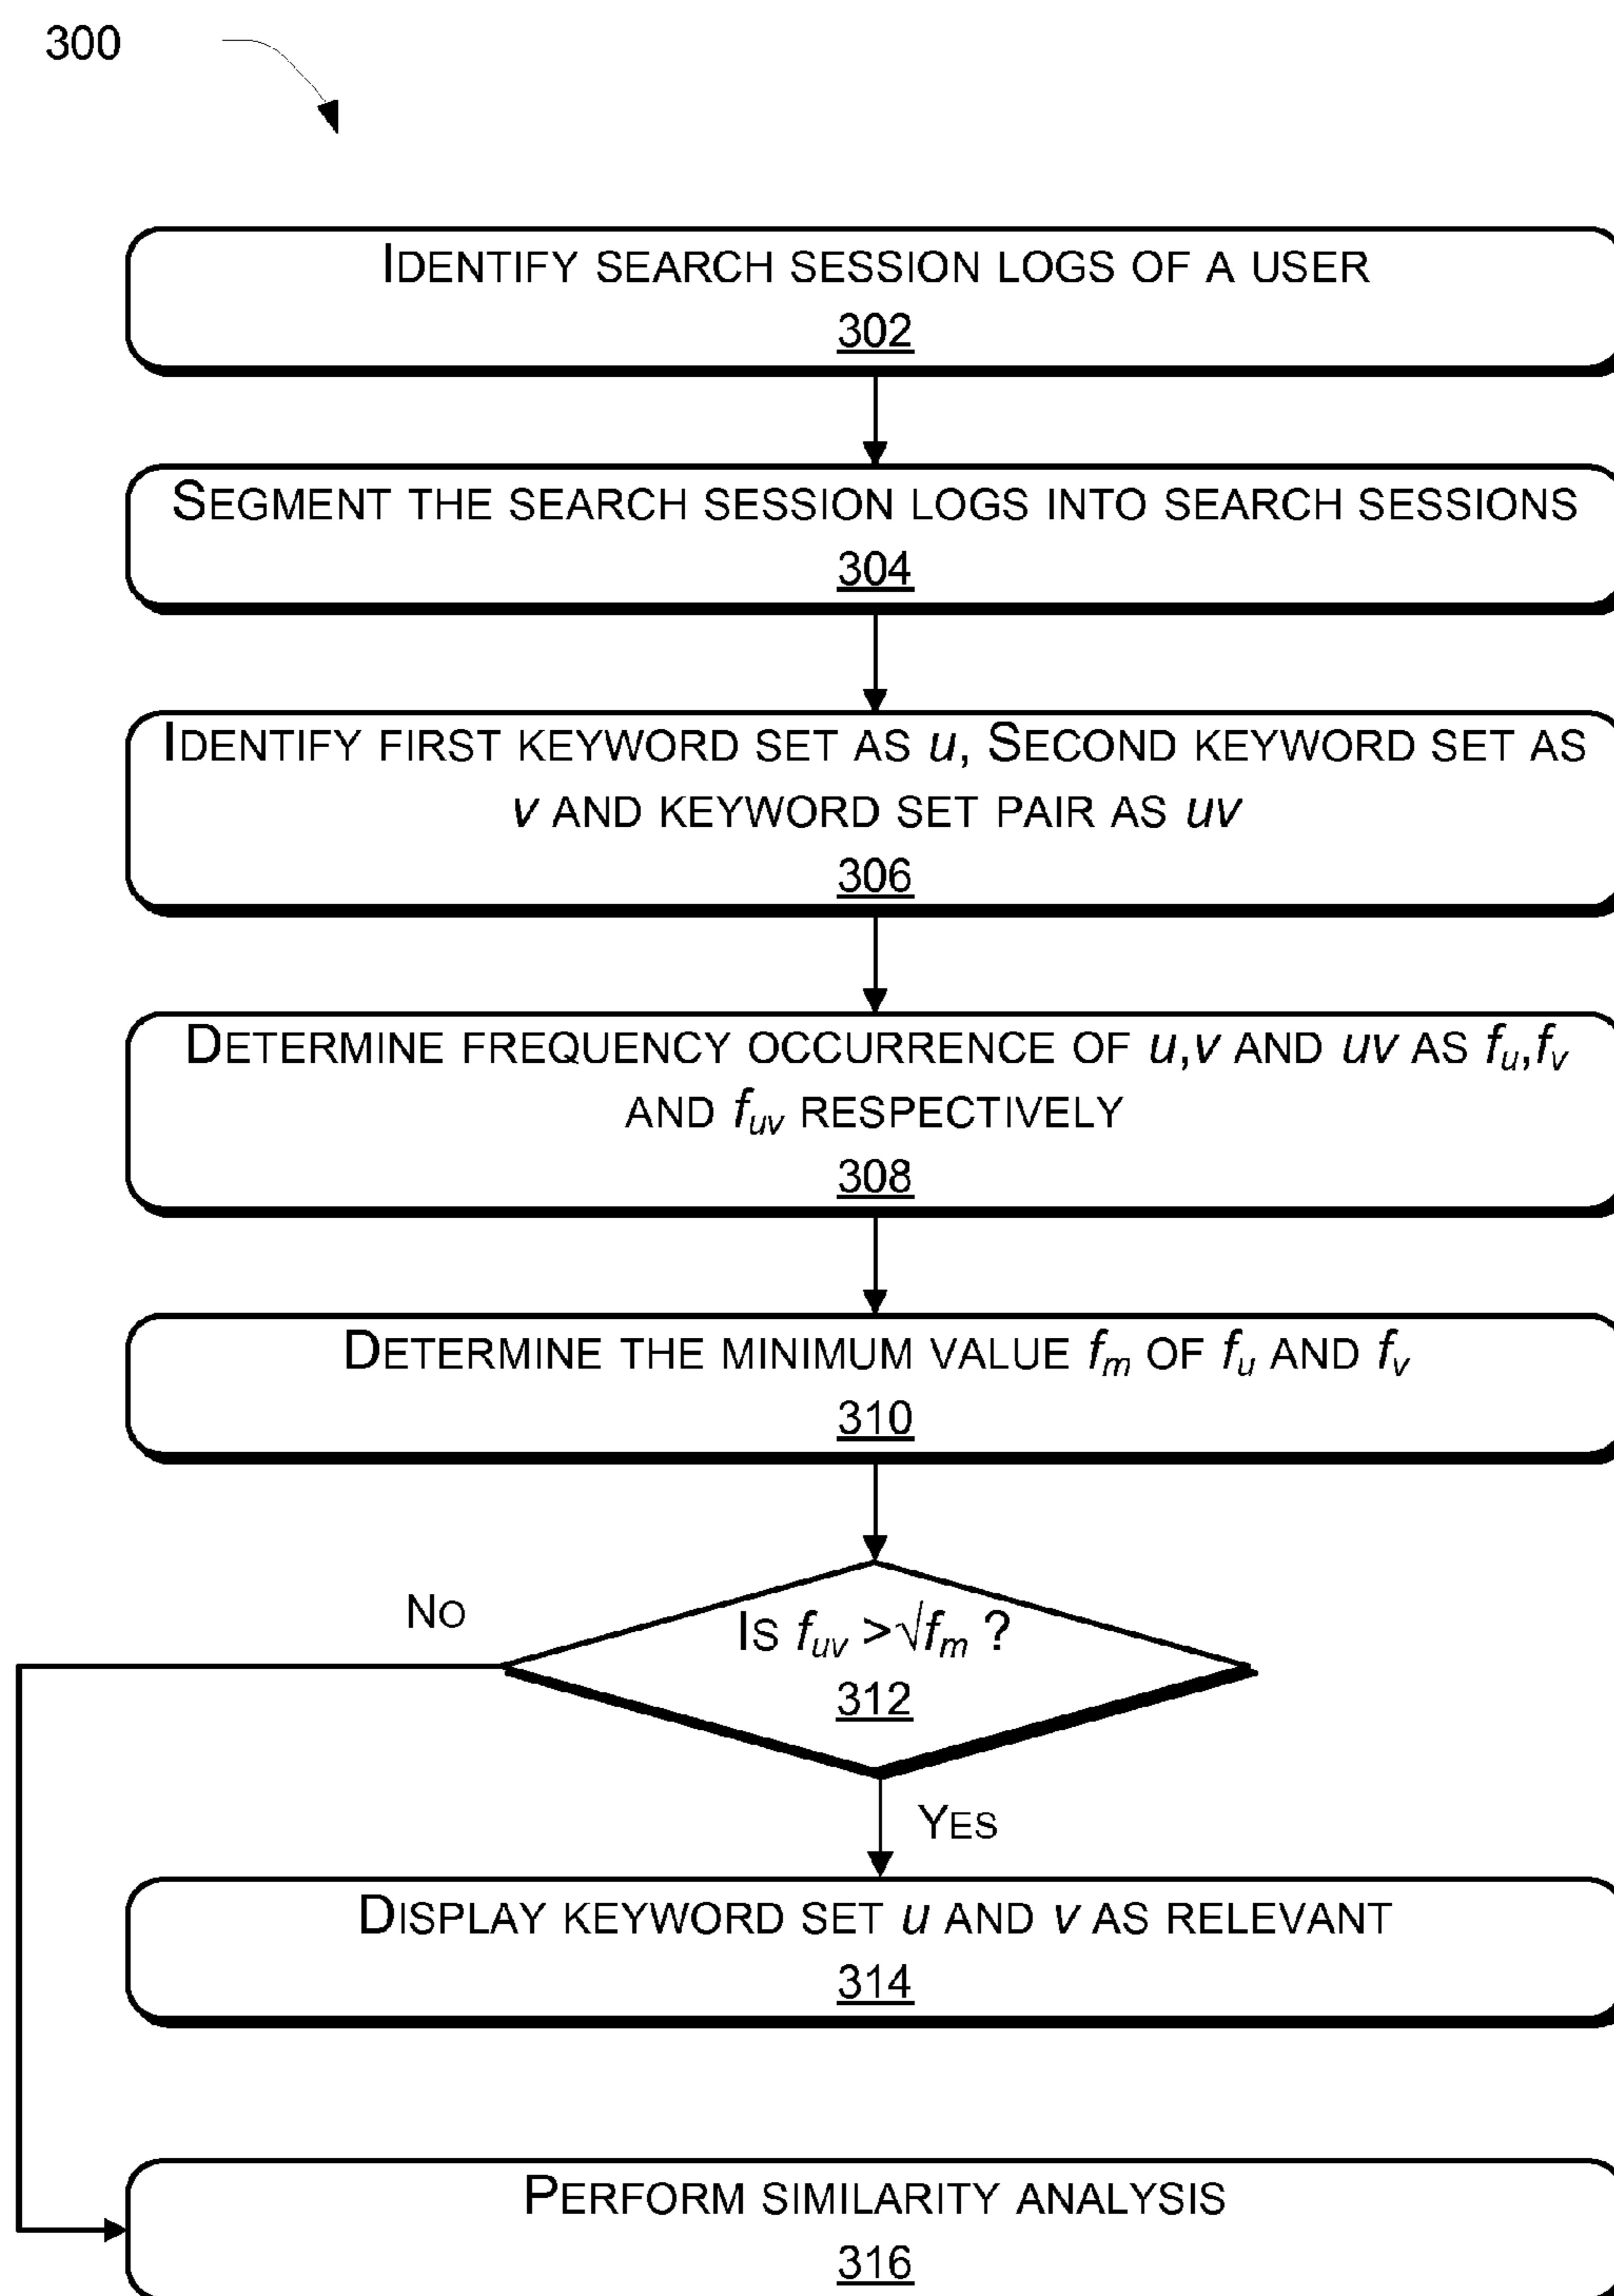 300
IDENTIFY SEARCH SESSION LOGS OF A USER
302
SEGMENT THE SEARCH SESSION LOGS INTO SEARCH SESSIONS
304
IDENTIFY FIRST KEYWORD SET AS u, SECOND KEYWORD SET AS
v AND KEYWORD SET PAIR AS uv
306
DETERMINE FREQUENCY OCCURRENCE OF u,v AND uv AS fu,fv
AND fuv RESPECTIVELY
308
DETERMINE THE MINIMUM VALUE fm OF fu AND fv
310
NO
IS fuv >√fm ?
312
YES
DISPLAY KEYWORD SET u AND v AS RELEVANT
314
PERFORM SIMILARITY ANALYSIS
316